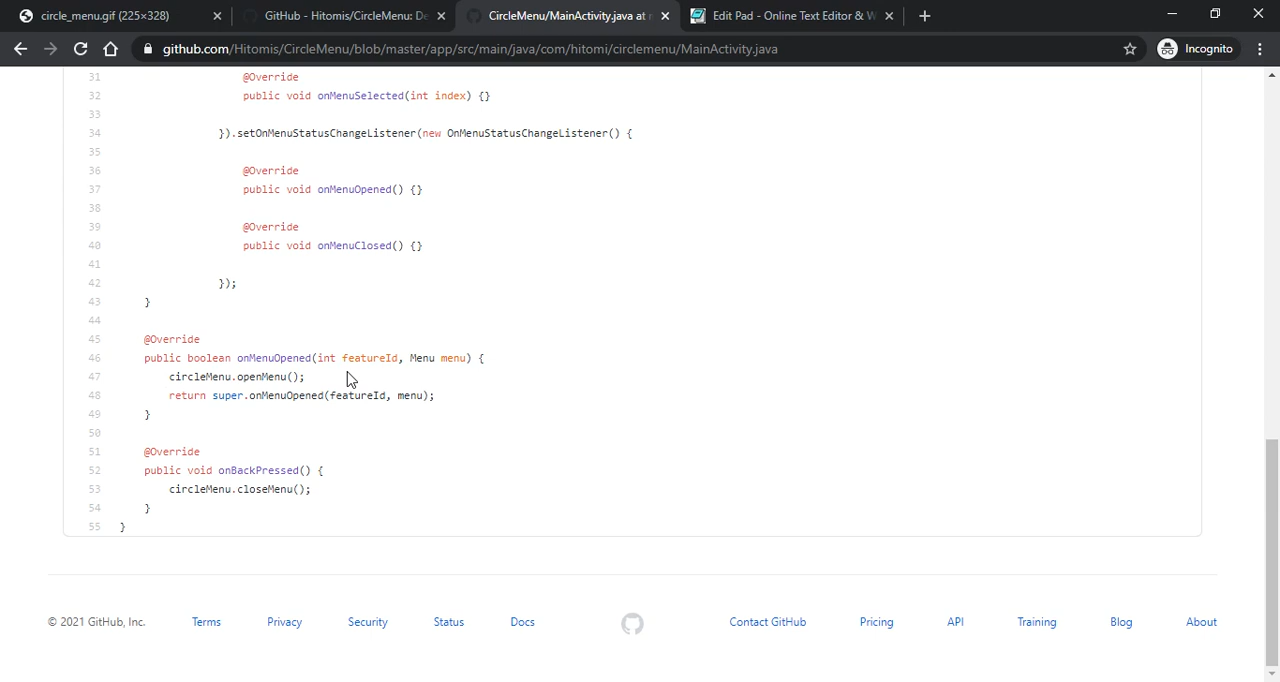 circle_menu.gif (225×328)
GitHub - Hitomis/CircleMenu: De
CircleMenu/MainActivity.java at
Edit Pad - Online Text Editor & W
github.com/Hitomis/CircleMenu/blob/master/app/src/main/java/com/hitomi/circlemenu/MainActivity.java
Incognito
31 @Override
32 public void onMenuSelected(int index) {}
33
34 }).setOnMenuStatusChangeListener(new OnMenuStatusChangeListener() {
35
36 @Override
37 public void onMenuOpened() {}
38
39 @Override
40 public void onMenuClosed() {}
41
42 });
43 }
44
45 @Override
46 public boolean onMenuOpened(int featureId, Menu menu) {
47 circleMenu.openMenu();
48 return super.onMenuOpened(featureId, menu);
49 }
50
51 @Override
52 public void onBackPressed() {
53 circleMenu.closeMenu();
54 }
55 }
© 2021 GitHub, Inc. Terms Privacy Security Status Docs Contact GitHub Pricing API Training Blog About